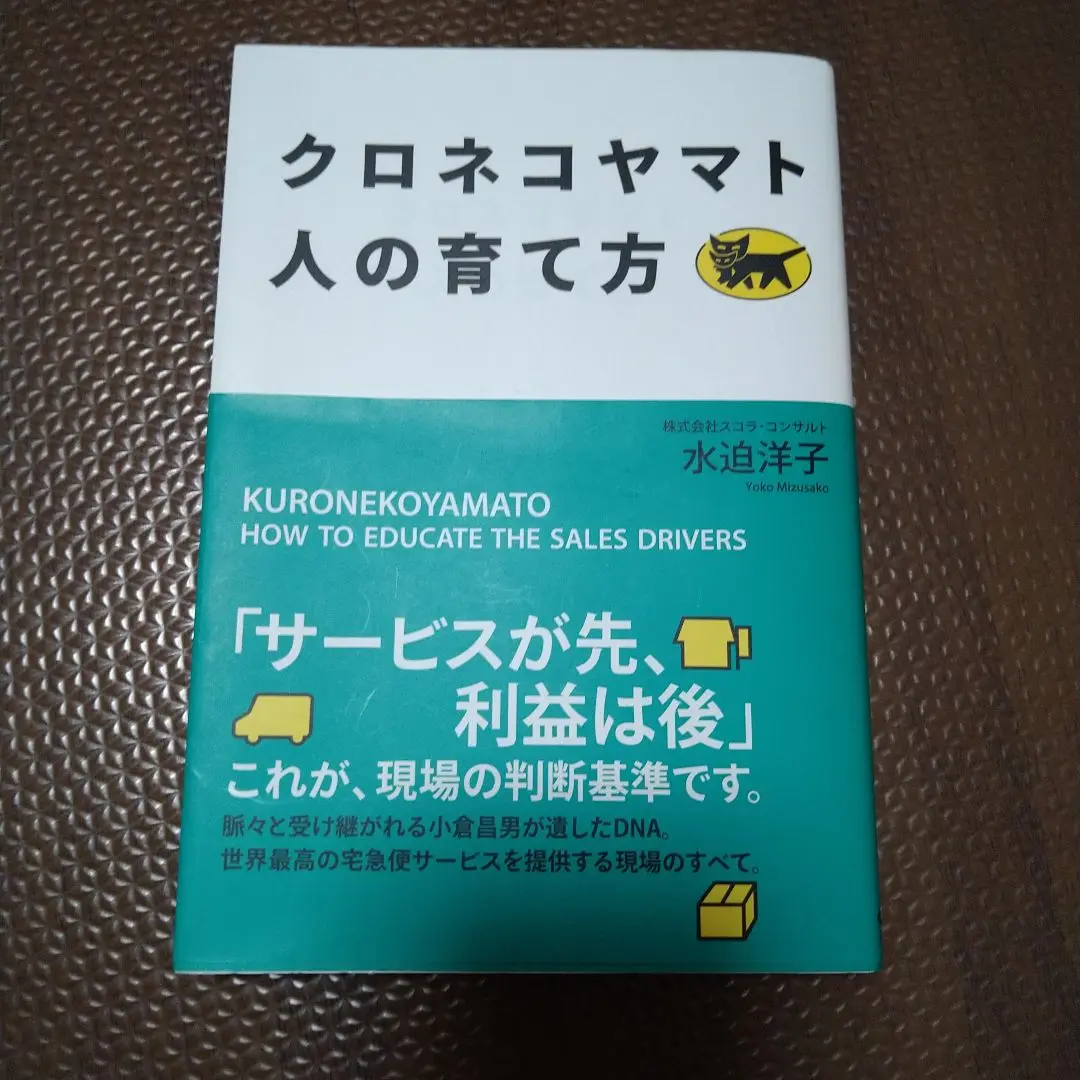 クロネコヤマト
人の育て方
株式会社スコラ・コンサルト
水迫洋子
Yoko Mizusako
KURONEKOYAMATO
HOW TO EDUCATE THE SALES DRIVERS
「サービスが先、
利益は後」
これが、現場の判断基準です。
脈々と受け継がれる小倉昌男が遺したDNA。
世界最高の宅急便サービスを提供する現場のすべて。